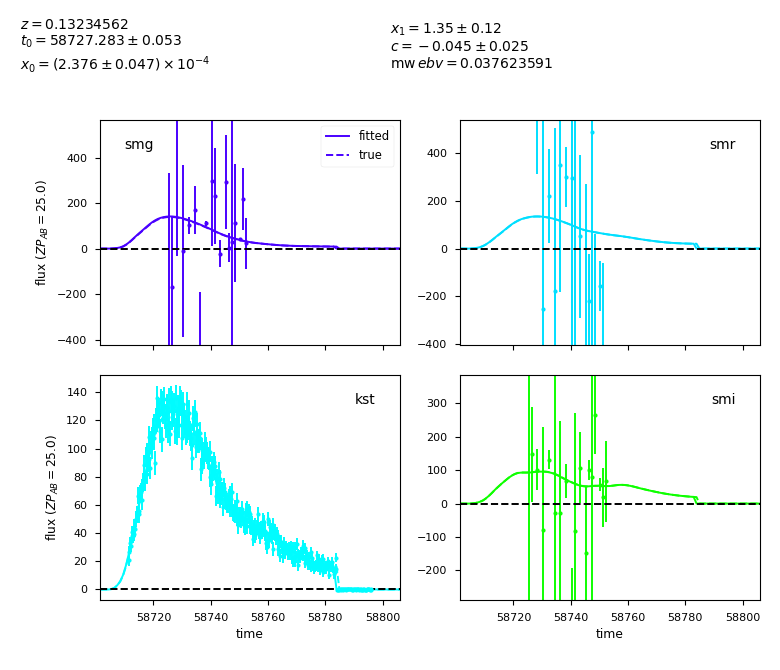 z = 0.13234562
t₀ = 58727.283 ± 0.053
x₀ = (2.376 ± 0.047) × 10⁻⁴
x₁ = 1.35 ± 0.12
c = −0.045 ± 0.025
mw ebv = 0.037623591
smg
fitted
true
400
200
0
−200
−400
flux (ZP_AB = 25.0)
smr
400
200
0
−200
−400
kst
140
120
100
80
60
40
20
0
flux (ZP_AB = 25.0)
58720 58740 58760 58780 58800
time
smi
300
200
100
0
−100
−200
58720 58740 58760 58780 58800
time